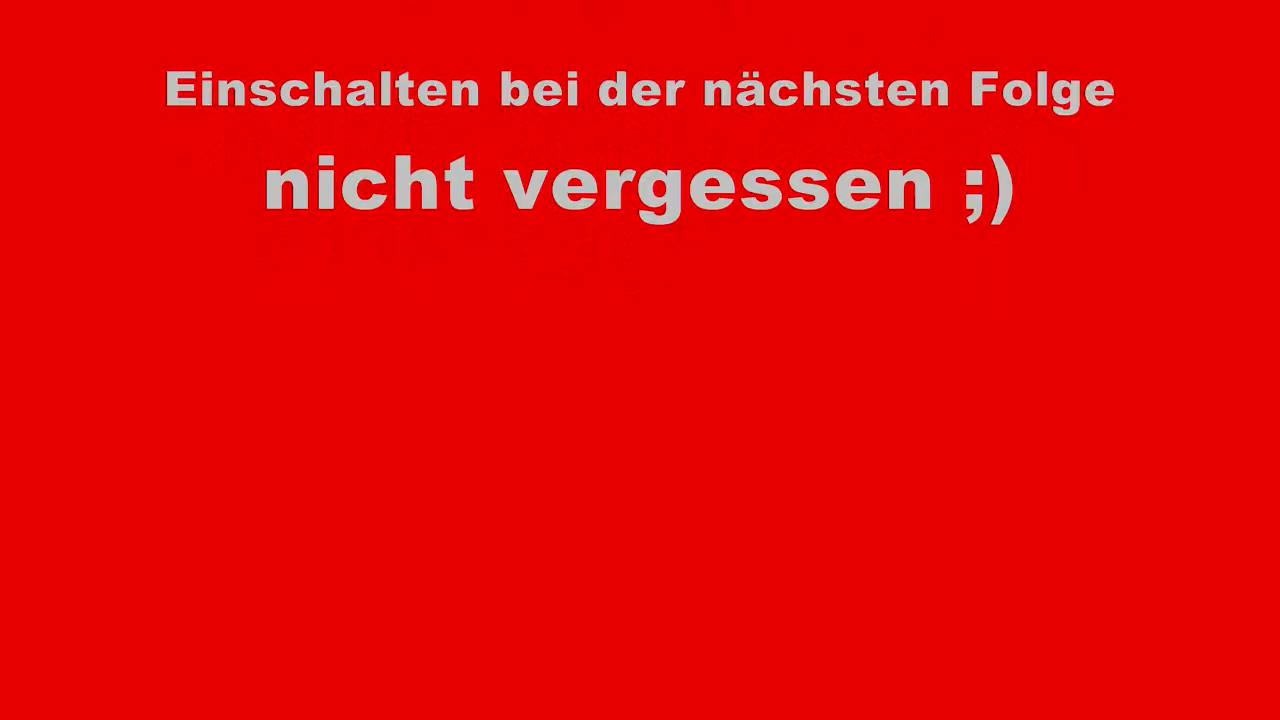 Einschalten bei der nächsten Folge
nicht vergessen ;)